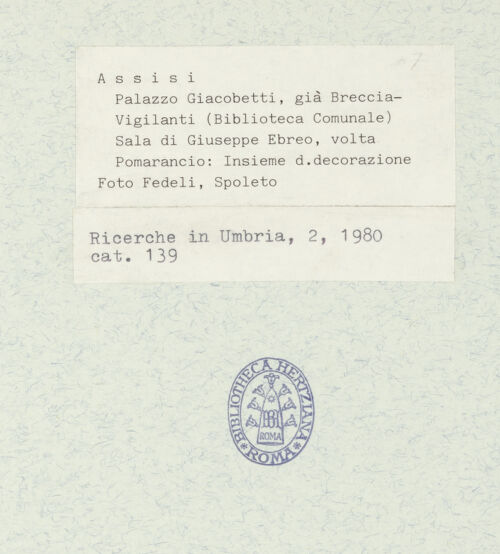 A s s i s i
Palazzo Giacobetti, già Breccia-
Vigilanti (Biblioteca Comunale)
Sala di Giuseppe Ebreo, volta
Pomarancio: Insieme d.decorazione
Foto Fedeli, Spoleto
Ricerche in Umbria, 2, 1980
cat. 139
BIBLIOTHECA HERTZIANA
ROMA
ROMA